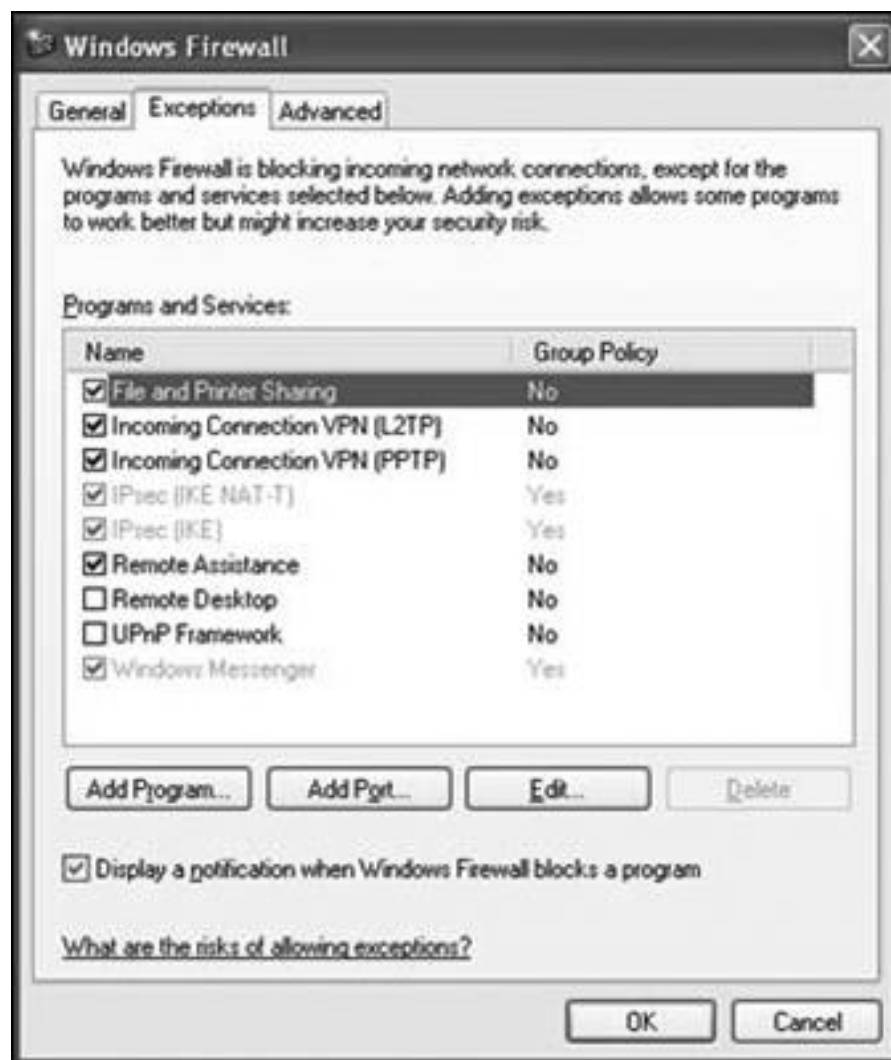 Windows Firewall
General Exceptions Advanced
Windows Firewall is blocking incoming network connections, except for the
programs and services selected below. Adding exceptions allows some programs
to work better but might increase your security risk.
Programs and Services:
Name Group Policy
File and Printer Sharing No
Incoming Connection VPN (L2TP) No
Incoming Connection VPN (PPTP) No
IPsec (IKE NAT-T) Yes
IPsec (IKE) Yes
Remote Assistance No
Remote Desktop No
UPnP Framework No
Windows Messenger Yes
Add Program... Add Port... Edit... Delete
Display a notification when Windows Firewall blocks a program
What are the risks of allowing exceptions?
OK Cancel